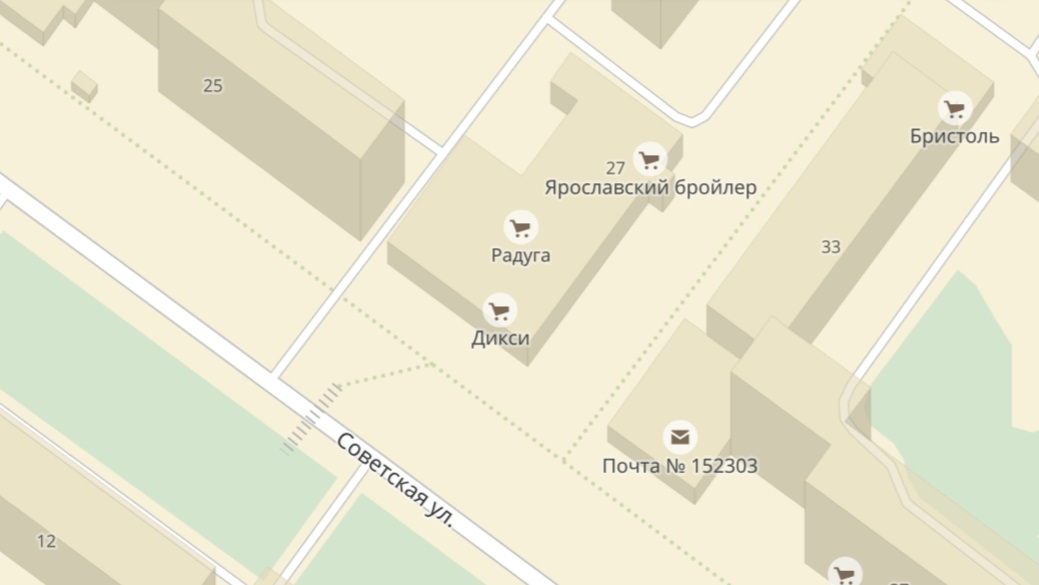 25
Бристоль
27
Ярославский бройлер
Радуга
33
Дикси
Советская ул.
Почта № 152303
12